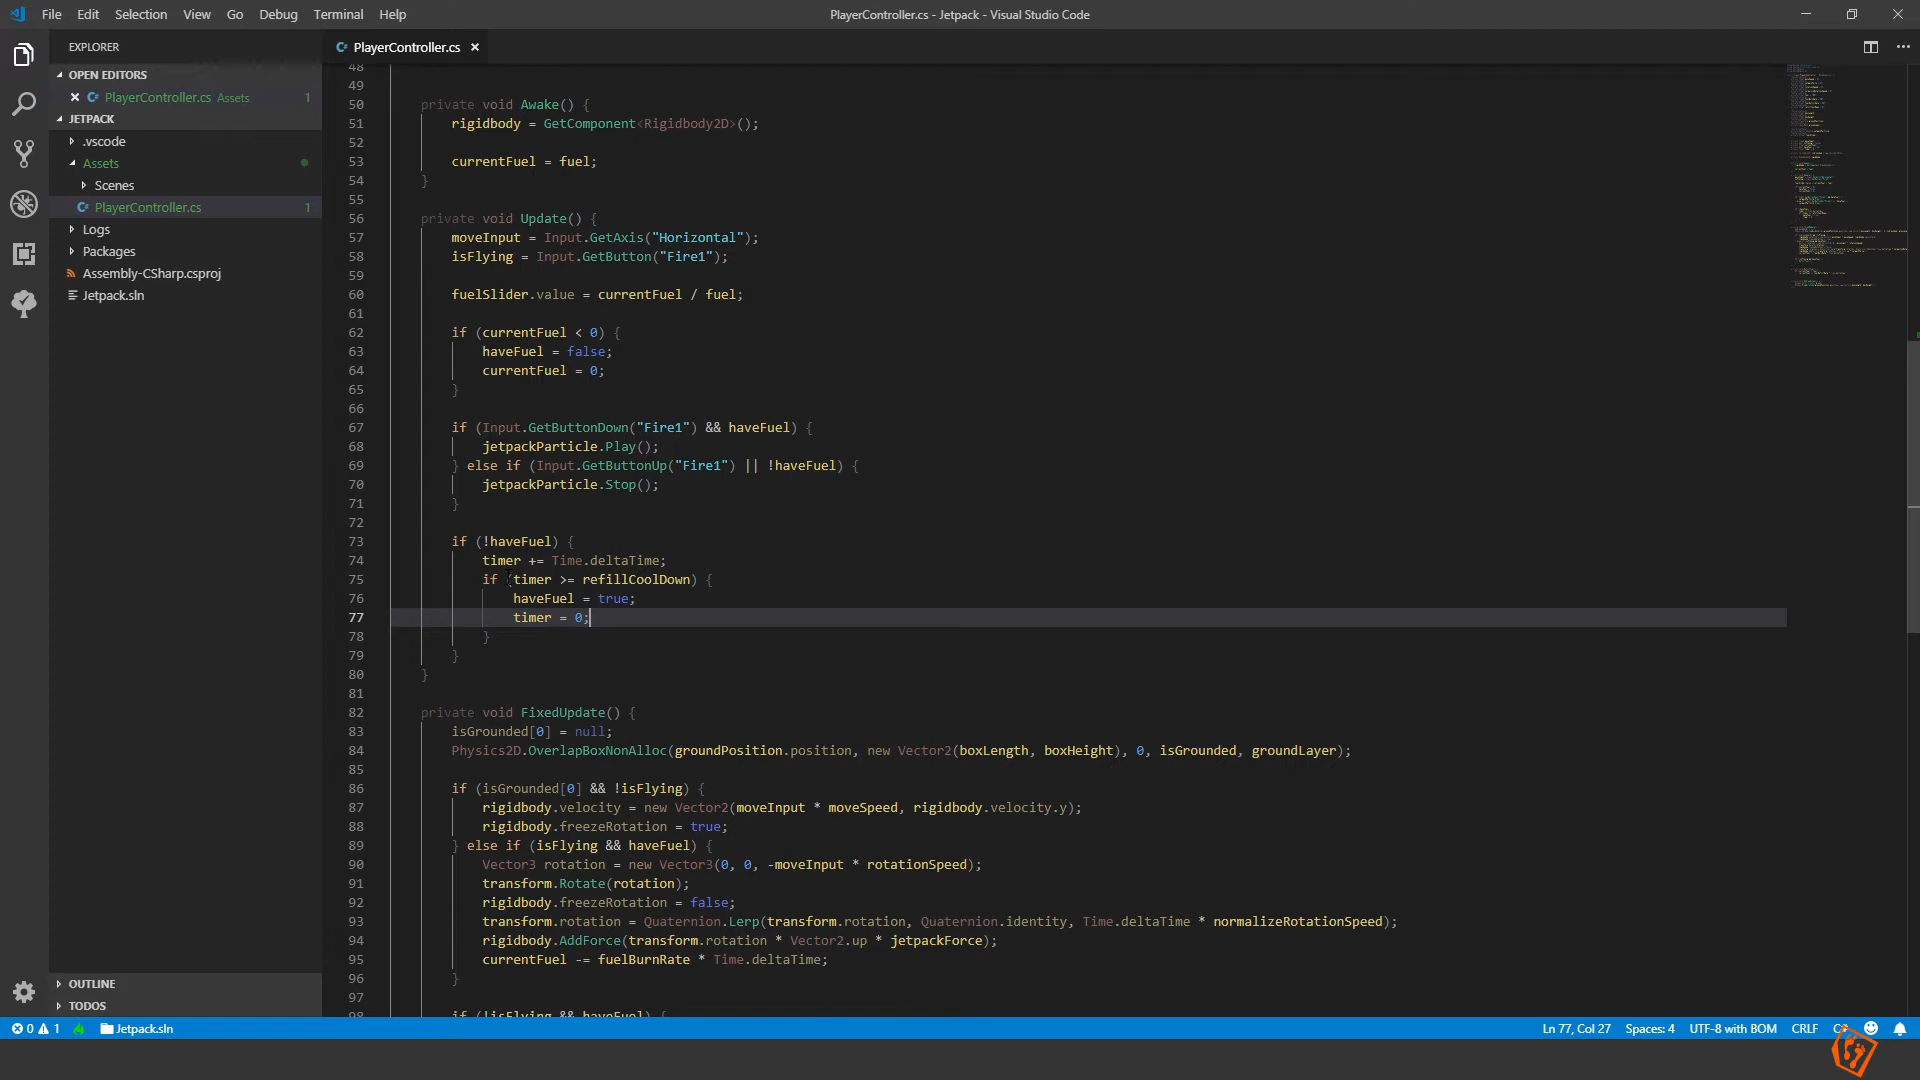 File Edit Selection View Go Debug Terminal Help
PlayerController.cs - Jetpack - Visual Studio Code
EXPLORER
OPEN EDITORS
PlayerController.cs Assets 1
JETPACK
.vscode
Assets
Scenes
PlayerController.cs 1
Logs
Packages
Assembly-CSharp.csproj
Jetpack.sln
OUTLINE
TODOS
PlayerController.cs
48
49
50 private void Awake() {
51 rigidbody = GetComponent<Rigidbody2D>();
52
53 currentFuel = fuel;
54 }
55
56 private void Update() {
57 moveInput = Input.GetAxis("Horizontal");
58 isFlying = Input.GetButton("Fire1");
59
60 fuelSlider.value = currentFuel / fuel;
61
62 if (currentFuel < 0) {
63 haveFuel = false;
64 currentFuel = 0;
65 }
66
67 if (Input.GetButtonDown("Fire1") && haveFuel) {
68 jetpackParticle.Play();
69 } else if (Input.GetButtonUp("Fire1") || !haveFuel) {
70 jetpackParticle.Stop();
71 }
72
73 if (!haveFuel) {
74 timer += Time.deltaTime;
75 if (timer >= refillCoolDown) {
76 haveFuel = true;
77 timer = 0;
78 }
79 }
80 }
81
82 private void FixedUpdate() {
83 isGrounded[0] = null;
84 Physics2D.OverlapBoxNonAlloc(groundPosition.position, new Vector2(boxLength, boxHeight), 0, isGrounded, groundLayer);
85
86 if (isGrounded[0] && !isFlying) {
87 rigidbody.velocity = new Vector2(moveInput * moveSpeed, rigidbody.velocity.y);
88 rigidbody.freezeRotation = true;
89 } else if (isFlying && haveFuel) {
90 Vector3 rotation = new Vector3(0, 0, -moveInput * rotationSpeed);
91 transform.Rotate(rotation);
92 rigidbody.freezeRotation = false;
93 transform.rotation = Quaternion.Lerp(transform.rotation, Quaternion.identity, Time.deltaTime * normalizeRotationSpeed);
94 rigidbody.AddForce(transform.rotation * Vector2.up * jetpackForce);
95 currentFuel -= fuelBurnRate * Time.deltaTime;
96 }
97
98 if (!isFlying && haveFuel) {
0 1 Jetpack.sln
Ln 77, Col 27 Spaces: 4 UTF-8 with BOM CRLF C#